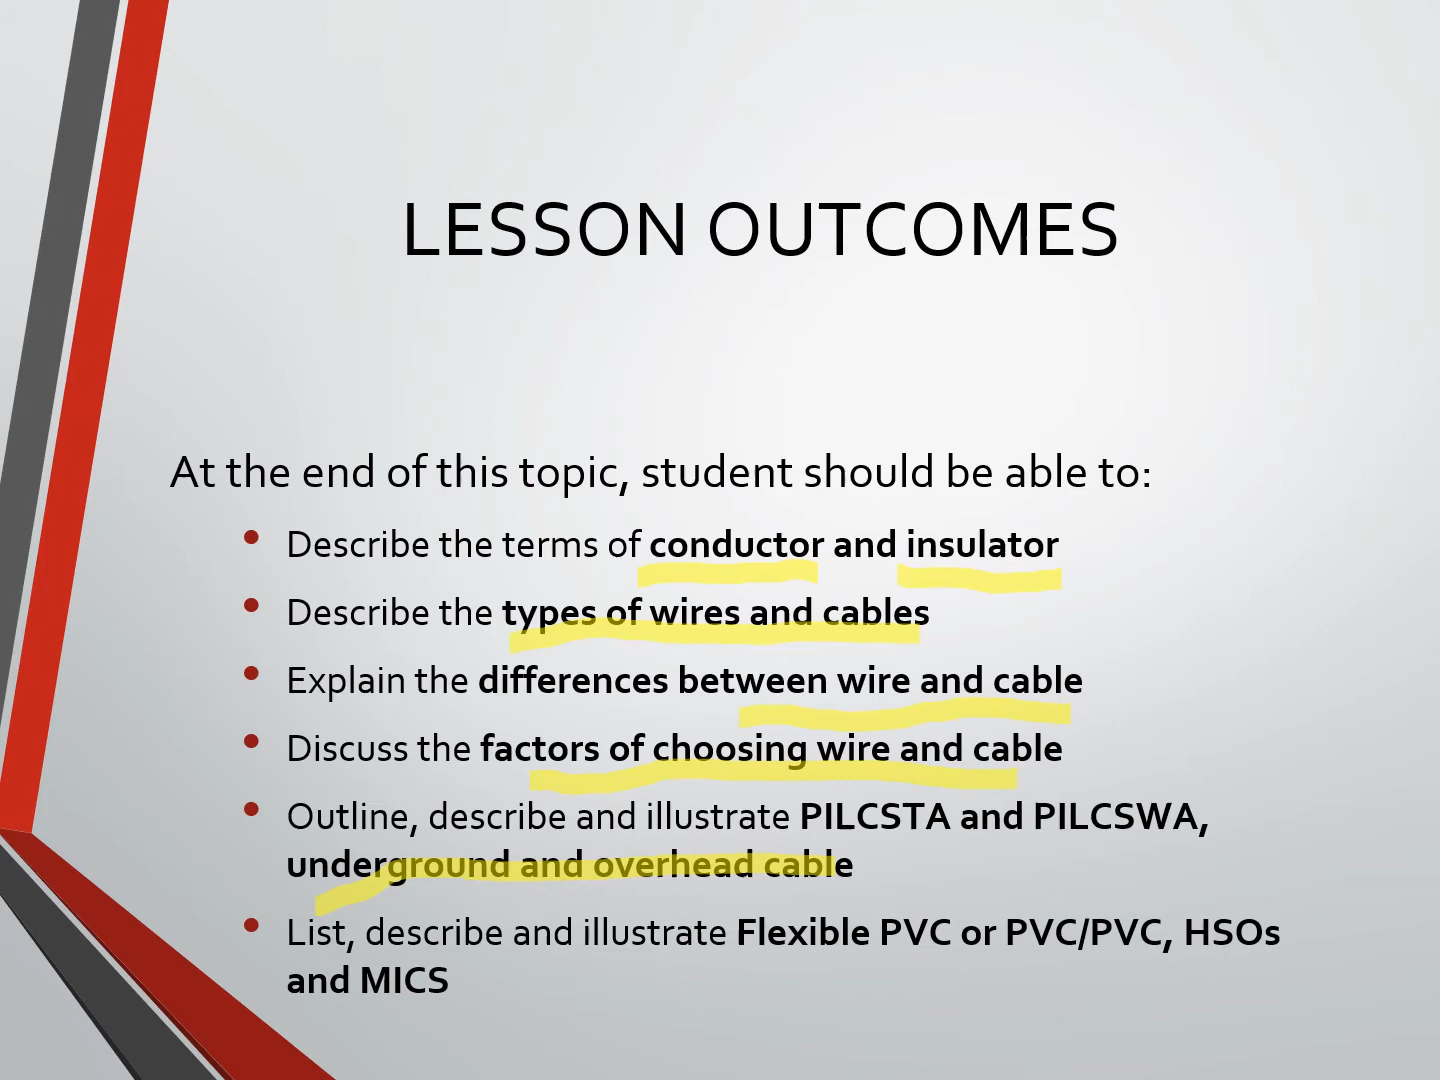 LESSON OUTCOMES
At the end of this topic, student should be able to:
• Describe the terms of conductor and insulator
• Describe the types of wires and cables
• Explain the differences between wire and cable
• Discuss the factors of choosing wire and cable
• Outline, describe and illustrate PILCSTA and PILCSWA,
underground and overhead cable
• List, describe and illustrate Flexible PVC or PVC/PVC, HSOs
and MICS